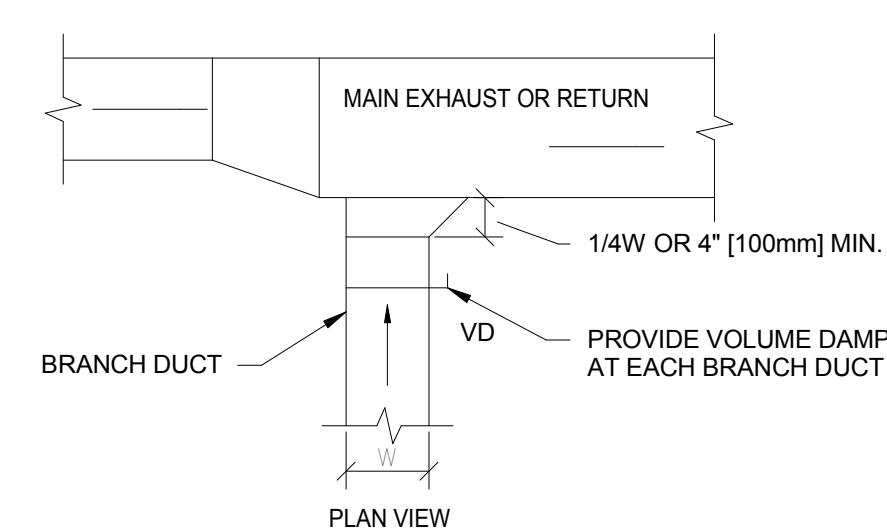 MAIN EXHAUST OR RETURN
1/4W OR 4" [100mm] MIN.
VD
PROVIDE VOLUME DAMP
AT EACH BRANCH DUCT
BRANCH DUCT
W
PLAN VIEW